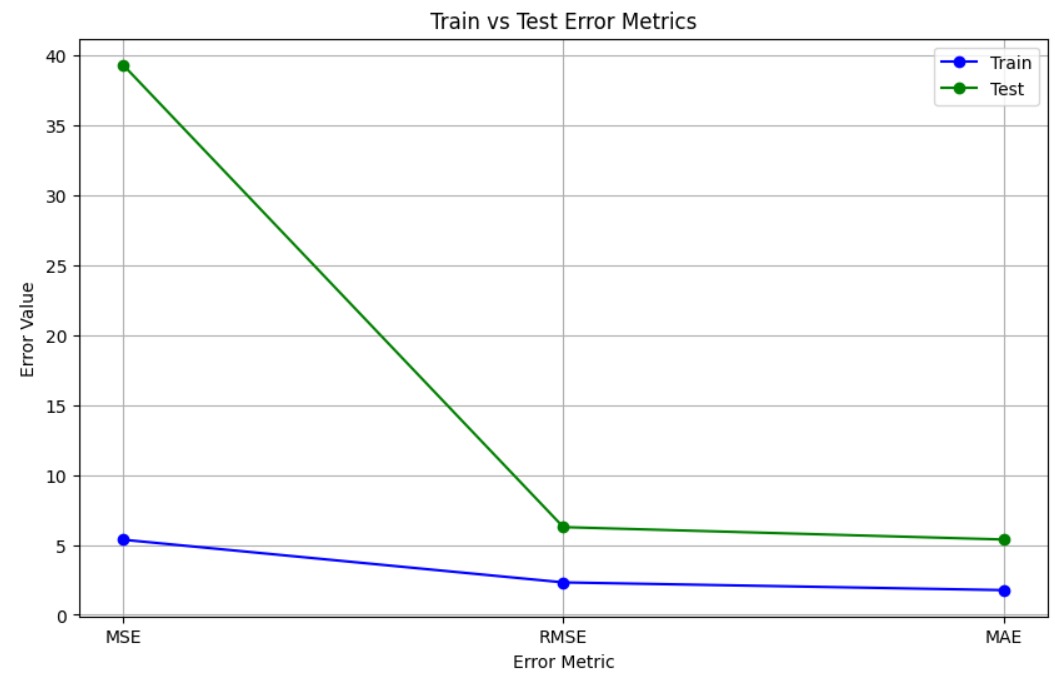 Train vs Test Error Metrics
Train
Test
40
35
30
25
20
15
10
5
0
Error Value
MSE
RMSE
MAE
Error Metric